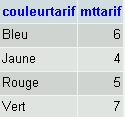 couleurtarif mttarif
Bleu 6
Jaune 4
Rouge 5
Vert 7